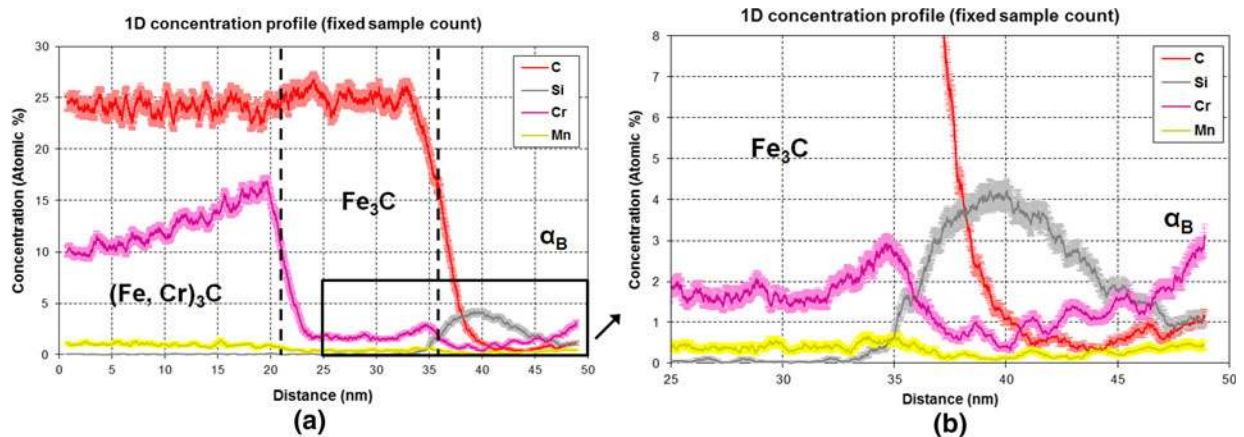 1D concentration profile (fixed sample count)
Concentration (Atomic %)
30
25
20
15
10
5
0
C
Si
Cr
Mn
Fe₃C
α_B
(Fe, Cr)₃C
0 5 10 15 20 25 30 35 40 45 50
Distance (nm)
(a)
1D concentration profile (fixed sample count)
Concentration (Atomic %)
8
7
6
5
4
3
2
1
0
C
Si
Cr
Mn
Fe₃C
α_B
25 30 35 40 45 50
Distance (nm)
(b)